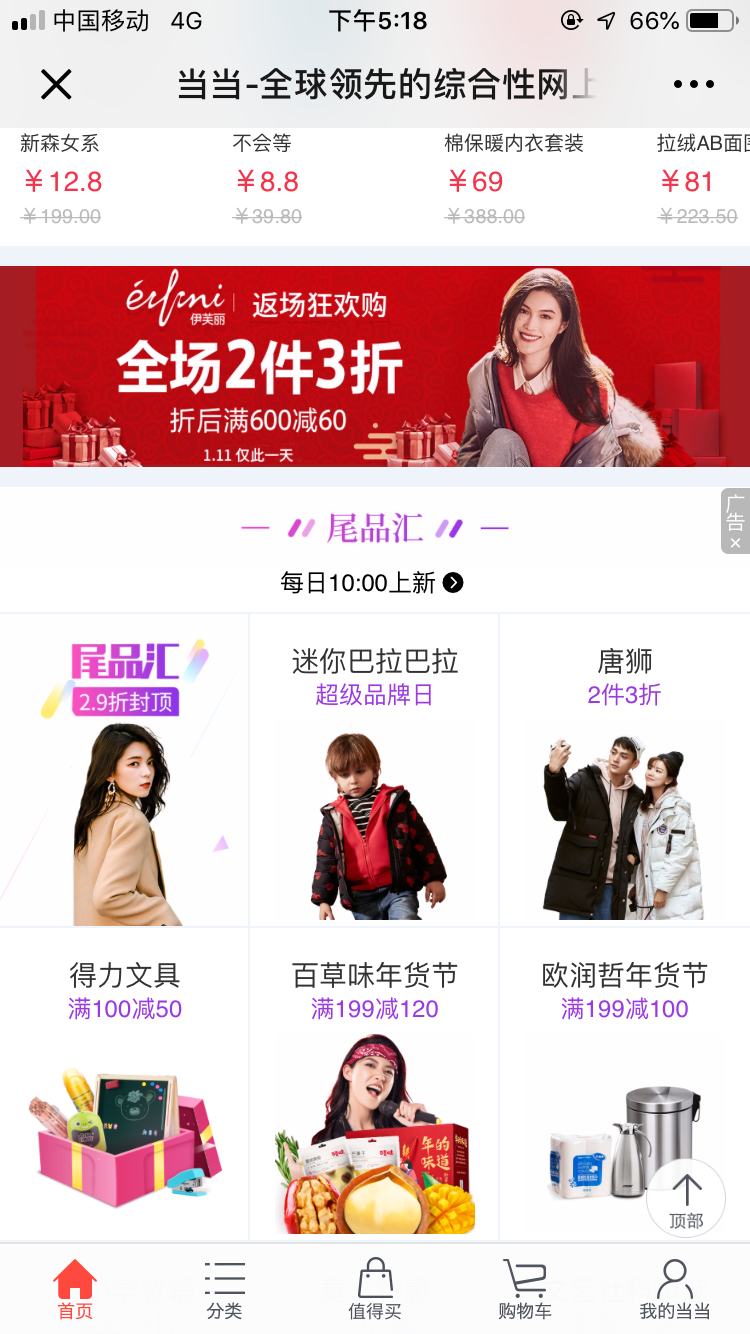 中国移动 4G 下午5:18 66%
当当-全球领先的综合性网上
新森女系 不会等 棉保暖内衣套装 拉绒AB面
￥12.8 ￥8.8 ￥69 ￥81
￥199.00 ￥39.80 ￥388.00 ￥223.50
eifini 伊芙丽 返场狂欢购
全场2件3折
折后满600减60
1.11 仅此一天
广告
尾品汇
每日10:00上新
尾品汇 迷你巴拉巴拉 唐狮
2.9折封顶 超级品牌日 2件3折
得力文具 百草味年货节 欧润哲年货节
满100减50 满199减120 满199减100
年的味道
顶部
首页 分类 值得买 购物车 我的当当